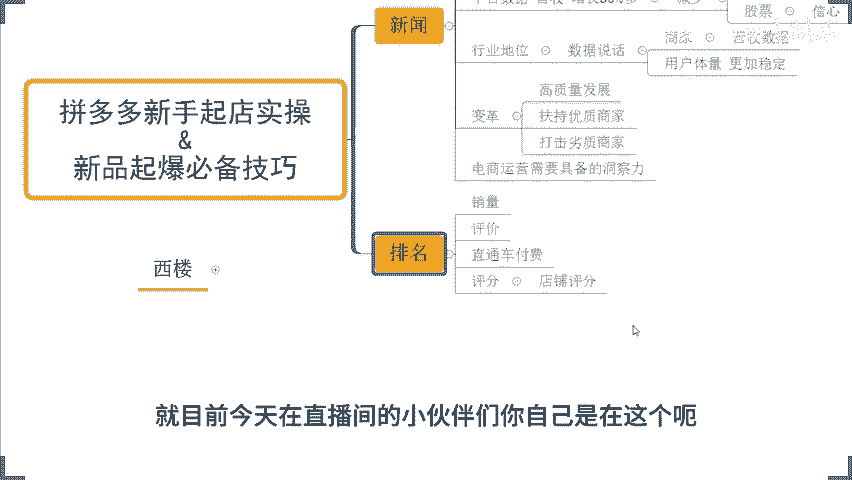 新闻
股票 信心
行业地位 数据说话
商家 营收数据
用户体量 更加稳定
变革
高质量发展
扶持优质商家
打击劣质商家
电商运营需要具备的洞察力
拼多多新手起店实操
&
新品起爆必备技巧
排名
销量
评价
直通车付费
评分 店铺评分
西楼
就目前今天在直播间的小伙伴们你自己是在这个呃